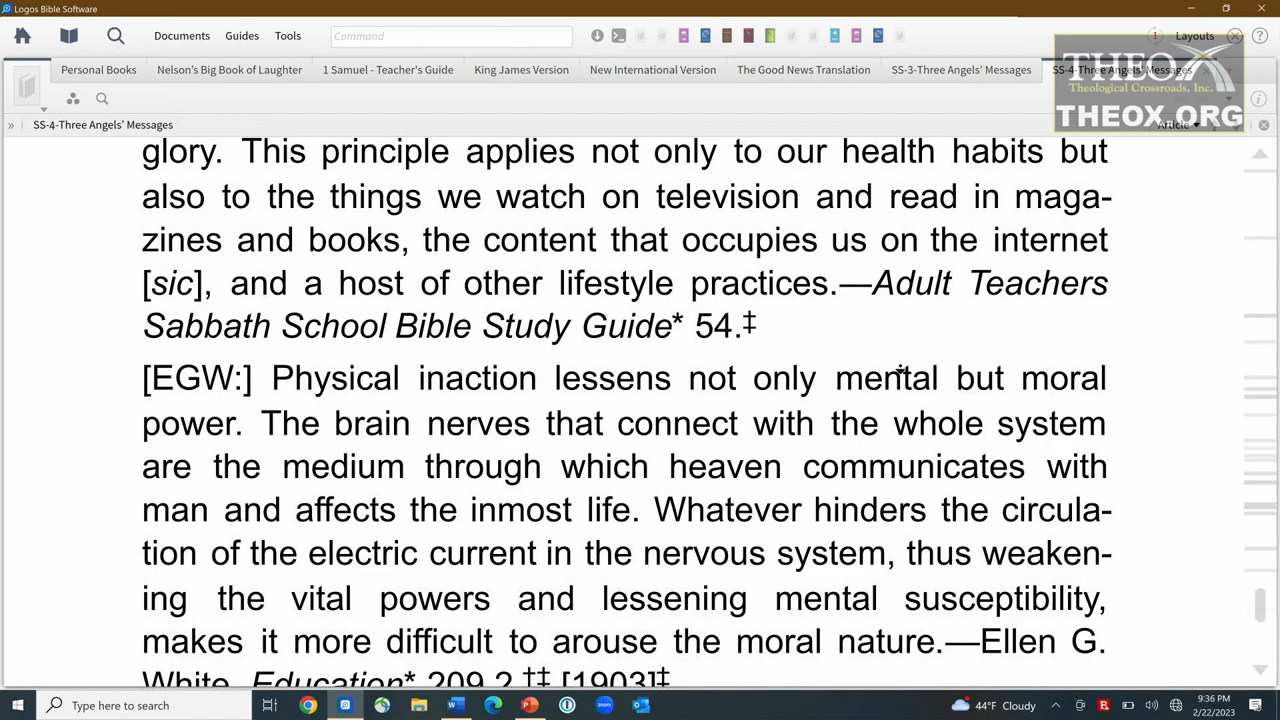 Logos Bible Software
Documents Guides Tools Command Layouts
Personal Books Nelson's Big Book of Laughter 1 Sam King James Version New International Version The Good News Translation SS-3-Three Angels' Messages SS-4-Three Angels' Messages
THEOX
Theological Crossroads, Inc.
THEOX.ORG
SS-4-Three Angels' Messages Article
glory. This principle applies not only to our health habits but
also to the things we watch on television and read in maga-
zines and books, the content that occupies us on the internet
[sic], and a host of other lifestyle practices.—Adult Teachers
Sabbath School Bible Study Guide* 54.‡
[EGW:] Physical inaction lessens not only mental but moral
power. The brain nerves that connect with the whole system
are the medium through which heaven communicates with
man and affects the inmost life. Whatever hinders the circula-
tion of the electric current in the nervous system, thus weaken-
ing the vital powers and lessening mental susceptibility,
makes it more difficult to arouse the moral nature.—Ellen G.
White, Education* 209.2.†‡ [1903]‡
Type here to search
zoom
44°F Cloudy
9:36 PM
2/22/2023